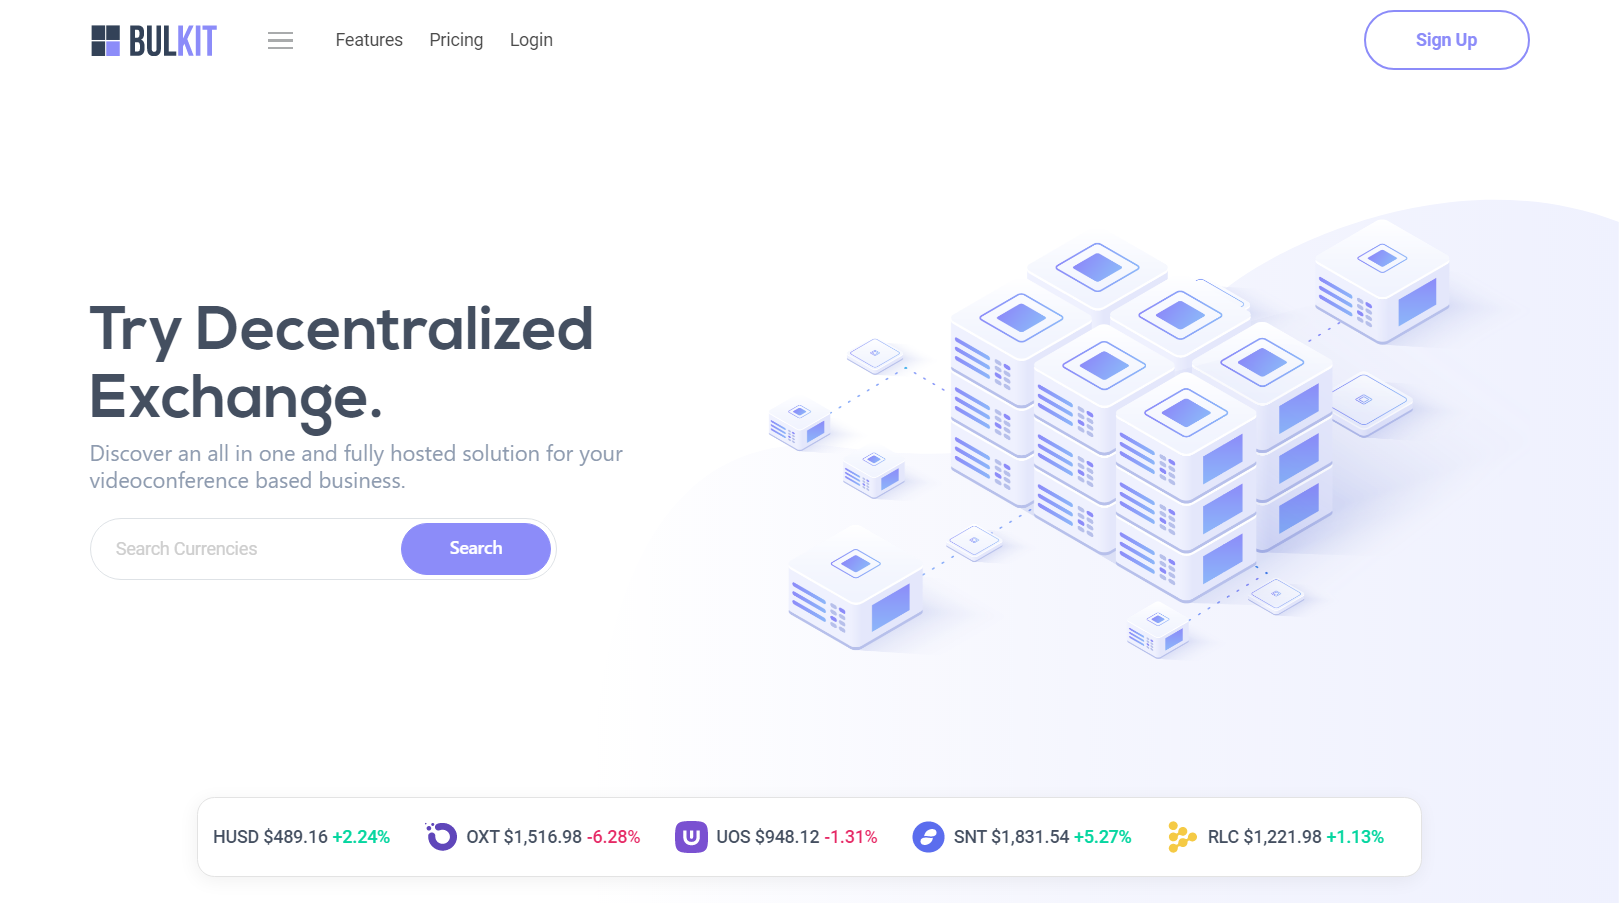 BULKIT
Features Pricing Login
Sign Up
Try Decentralized
Exchange.
Discover an all in one and fully hosted solution for your
videoconference based business.
Search Currencies
Search
HUSD $489.16 +2.24% OXT $1,516.98 -6.28% UOS $948.12 -1.31% SNT $1,831.54 +5.27% RLC $1,221.98 +1.13%